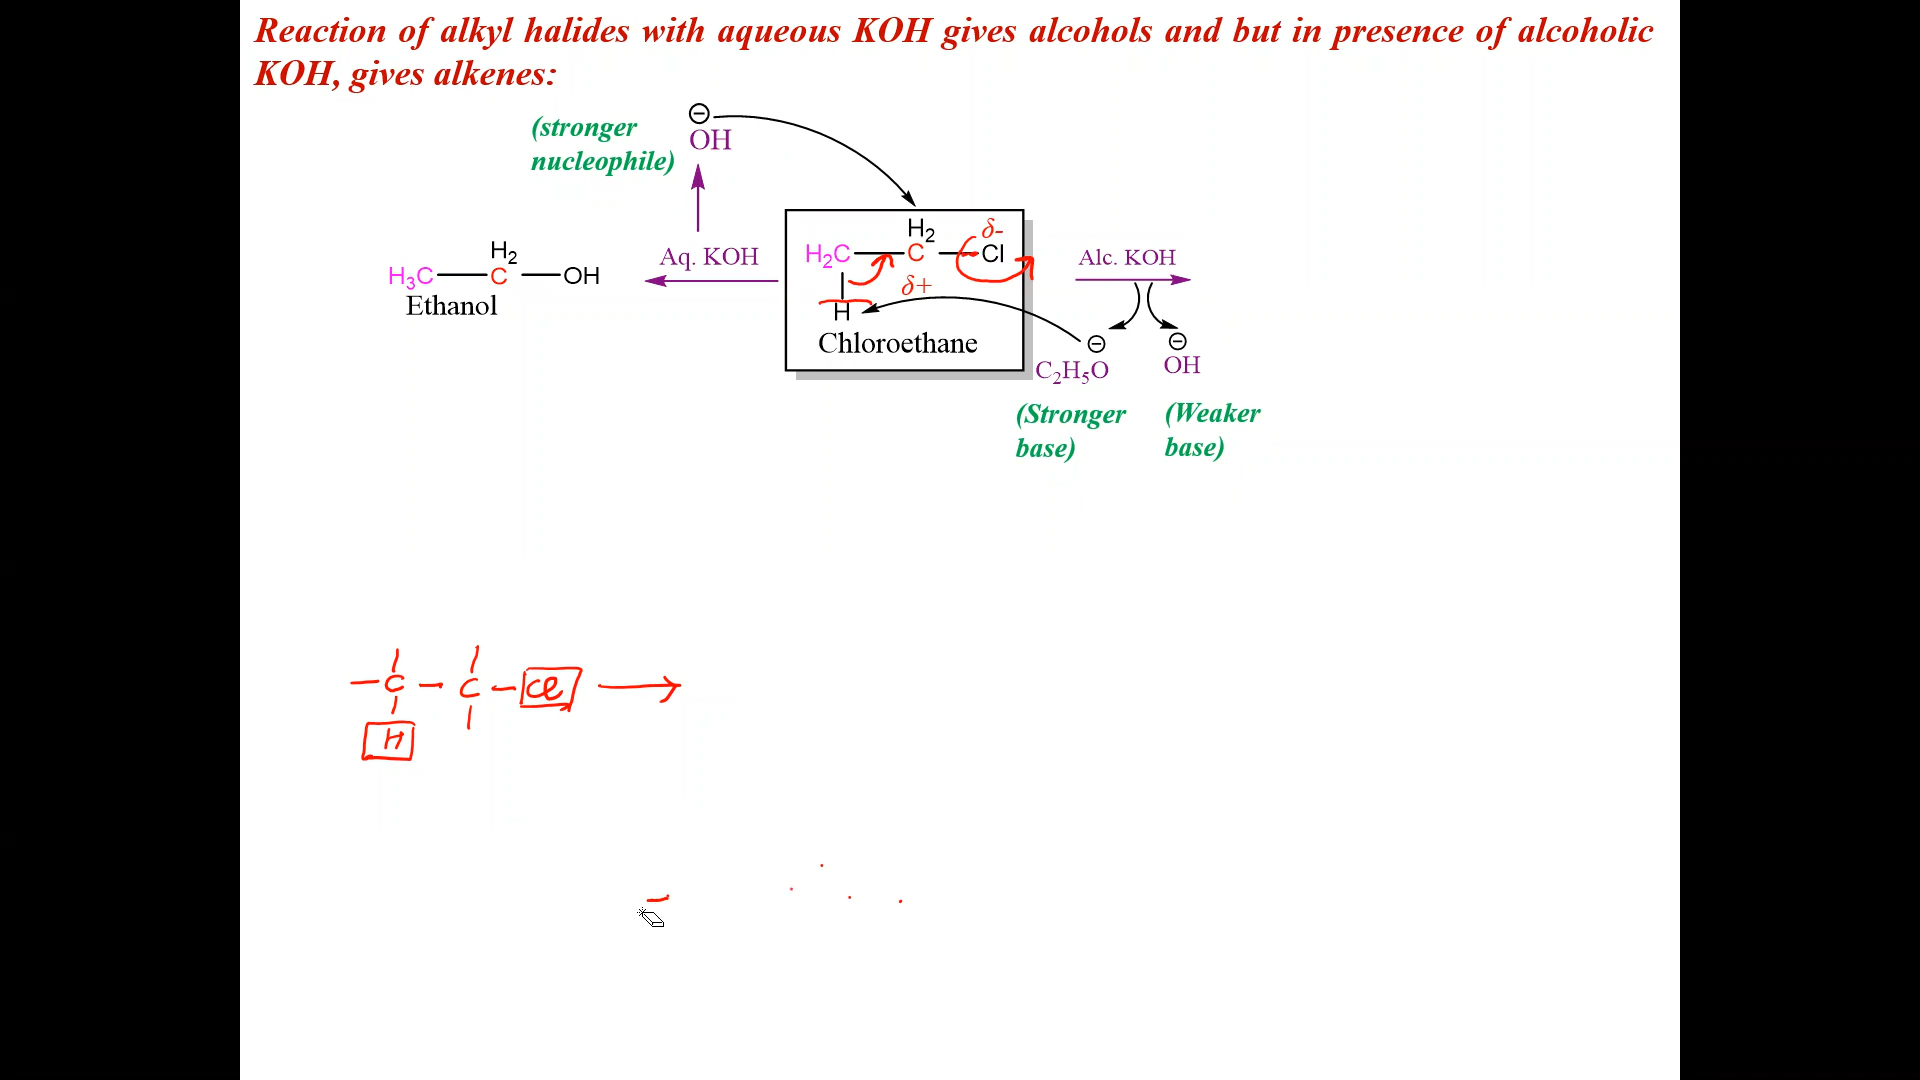 Reaction of alkyl halides with aqueous KOH gives alcohols and but in presence of alcoholic
KOH, gives alkenes:
(stronger
nucleophile)
⊖
OH
H3C—C—OH
H2
Ethanol
Aq. KOH
H2C—C—Cl
H2
δ-
δ+
H
Chloroethane
Alc. KOH
⊖
C2H5O
⊖
OH
(Stronger
base)
(Weaker
base)
–C–C–Cl →
H